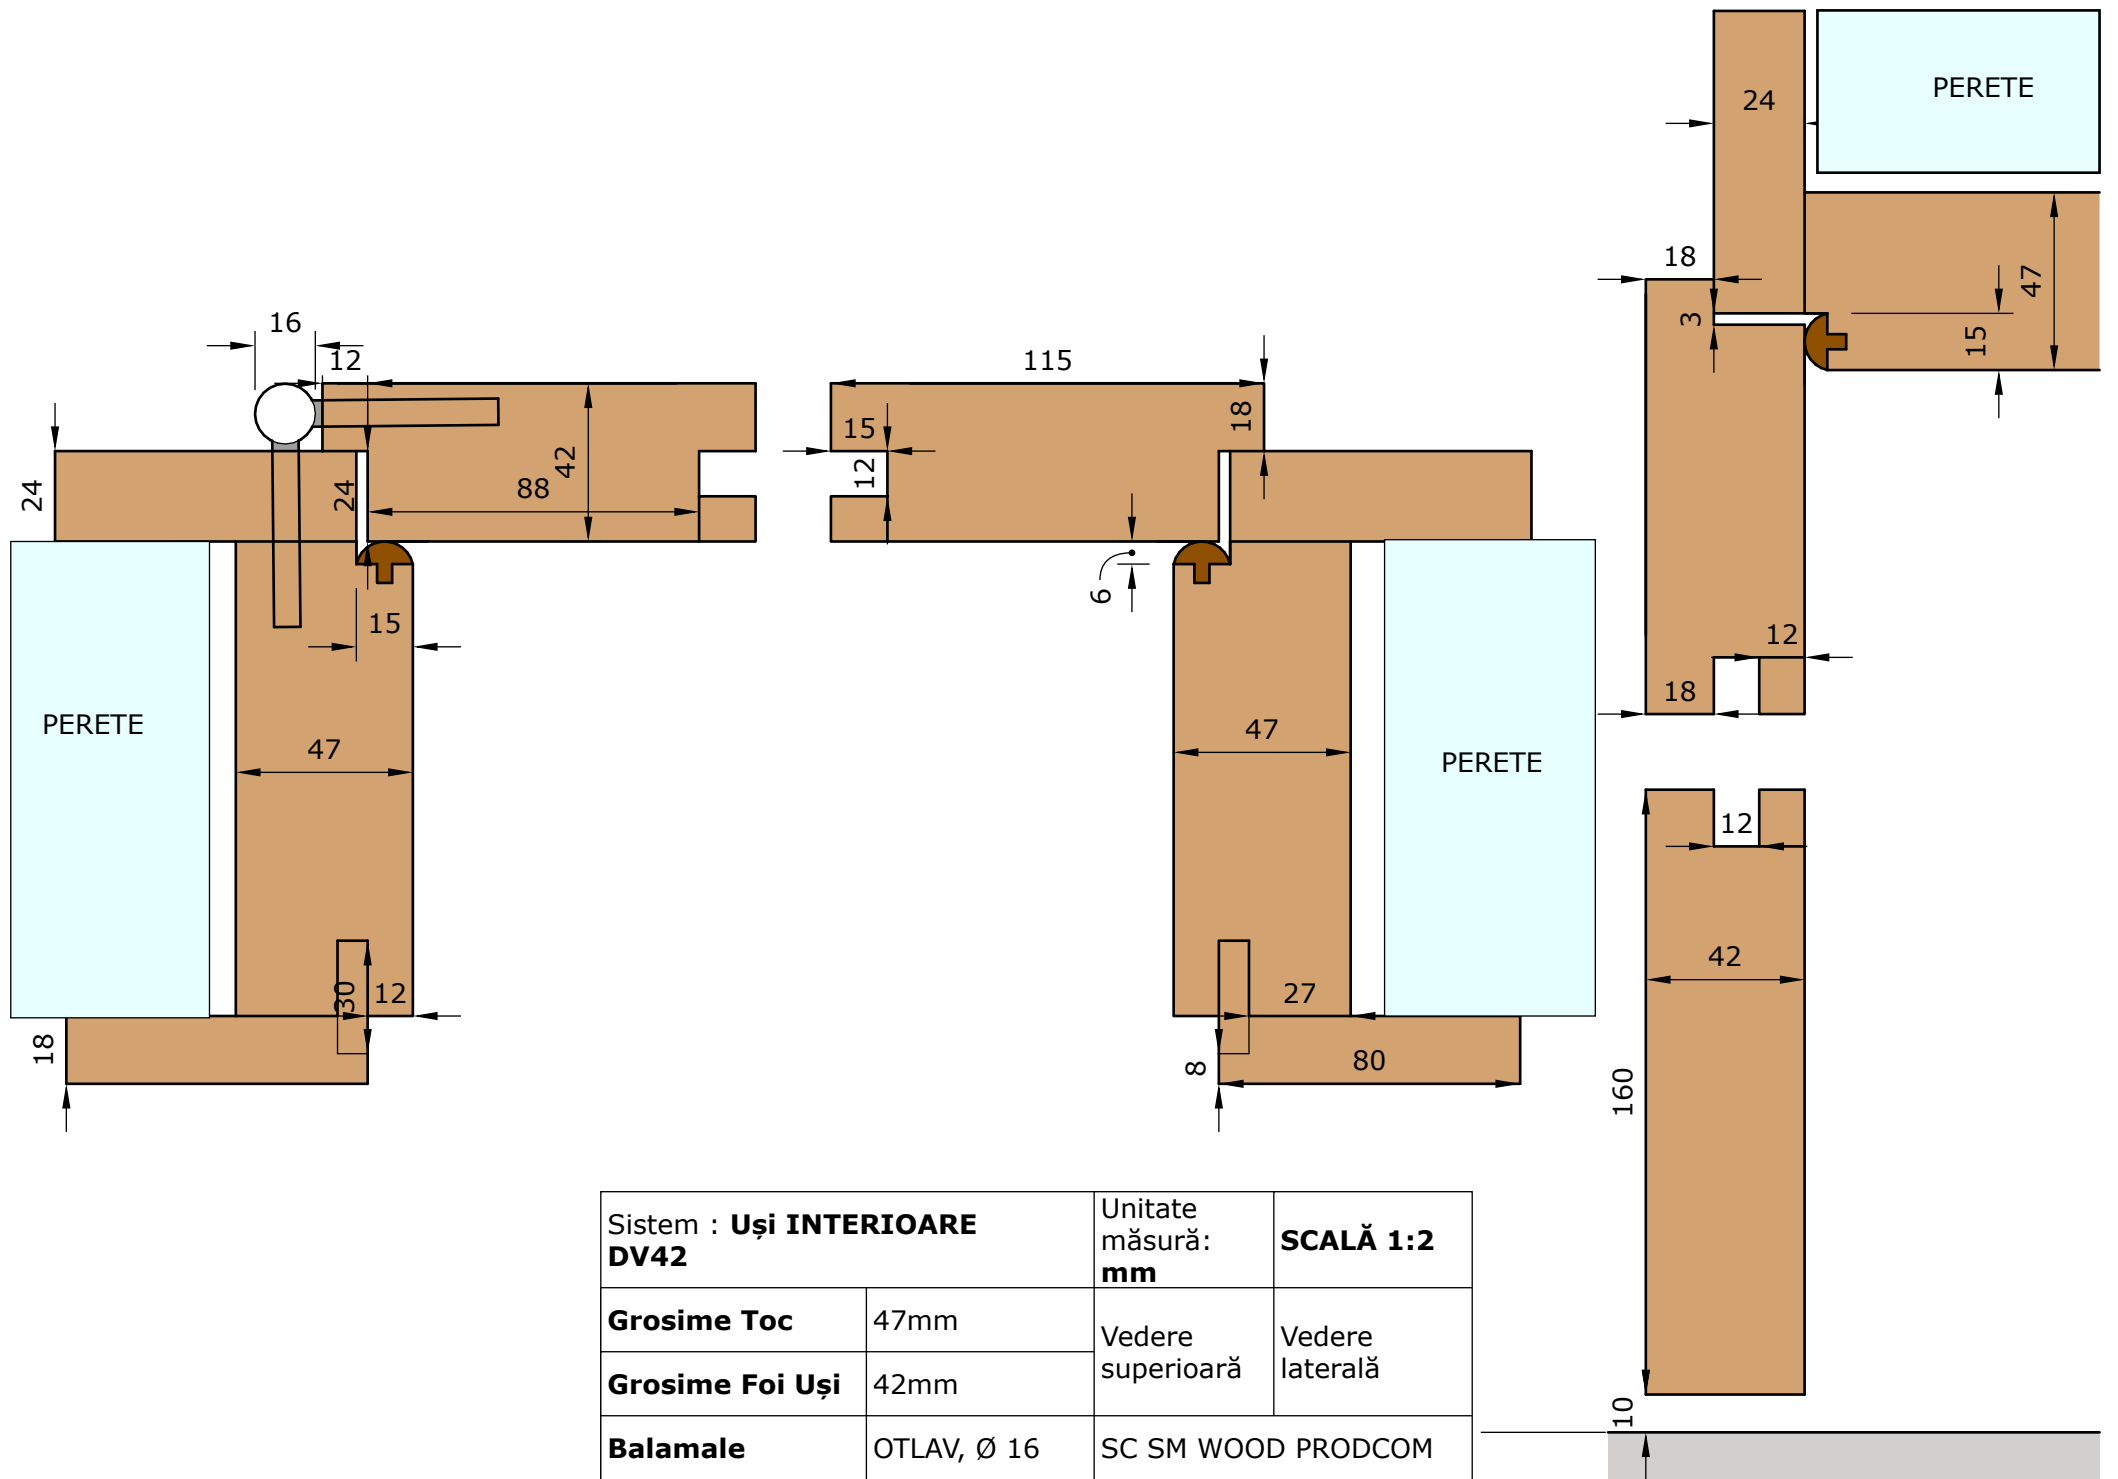 PERETE
24
18
47
3
15
16
12
115
18
15
12
42
88
24
24
6
15
12
18
PERETE
47
47
PERETE
12
42
30
12
27
18
8
80
160
10
Sistem : Uși INTERIOARE
DV42
Unitate
măsură:
mm
SCALĂ 1:2
Grosime Toc
47mm
Vedere
superioară
Vedere
laterală
Grosime Foi Uși
42mm
Balamale
OTLAV, Ø 16
SC SM WOOD PRODCOM